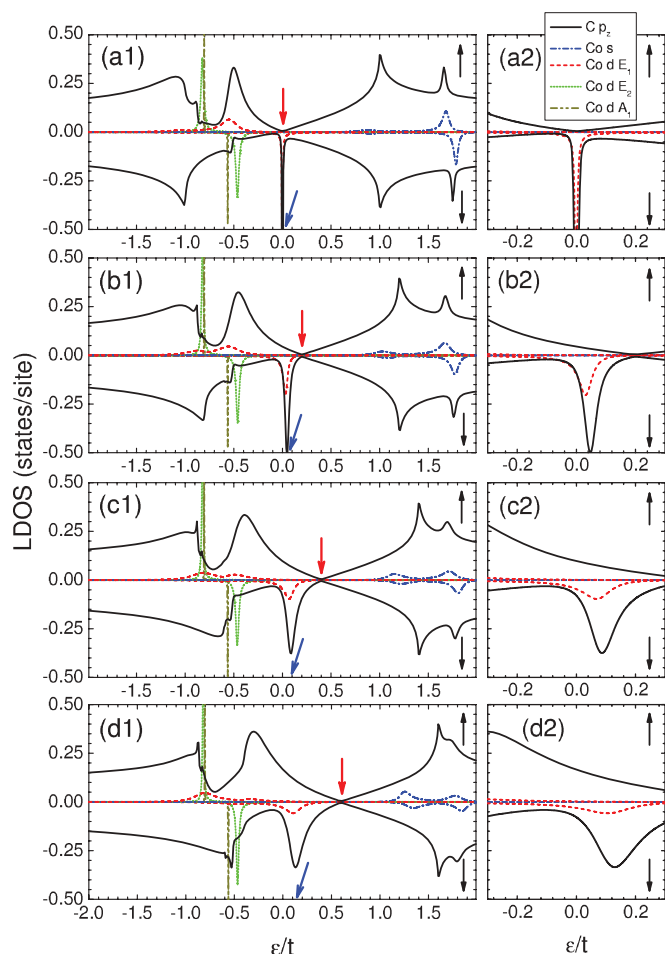 C p_z
Co s
Co d E_1
Co d E_2
Co d A_1
(a1)
(a2)
0.50
0.25
0.00
-0.25
-0.50
-1.5 -1.0 -0.5 0.0 0.5 1.0 1.5
-0.2 0.0 0.2
(b1)
(b2)
0.50
0.25
0.00
-0.25
-0.50
-1.5 -1.0 -0.5 0.0 0.5 1.0 1.5
-0.2 0.0 0.2
(c1)
(c2)
0.50
0.25
0.00
-0.25
-0.50
-1.5 -1.0 -0.5 0.0 0.5 1.0 1.5
-0.2 0.0 0.2
(d1)
(d2)
0.50
0.25
0.00
-0.25
-0.50
-2.0 -1.5 -1.0 -0.5 0.0 0.5 1.0 1.5
-0.2 0.0 0.2
LDOS (states/site)
ε/t
ε/t